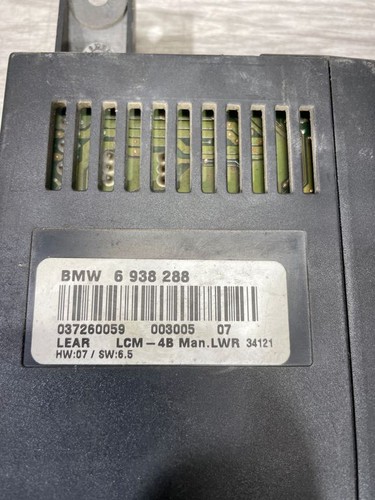 BMW 6 938 288
037260059 003005 07
LEAR LCM-4B Man.LWR 34121
HW:07 / SW:6.5